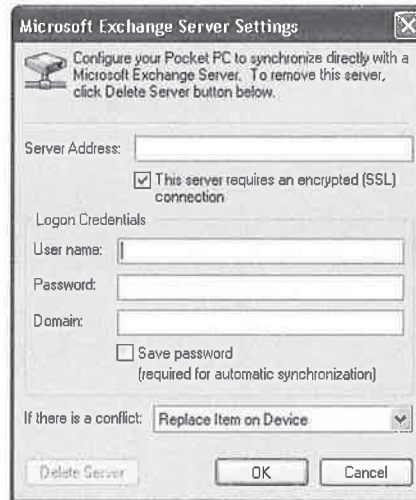 Microsoft Exchange Server Settings
Configure your Pocket PC to synchronize directly with a
Microsoft Exchange Server. To remove this server,
click Delete Server button below.
Server Address:
This server requires an encrypted (SSL)
connection
Logon Credentials
User name:
Password:
Domain:
Save password
(required for automatic synchronization)
If there is a conflict: Replace Item on Device
Delete Server OK Cancel